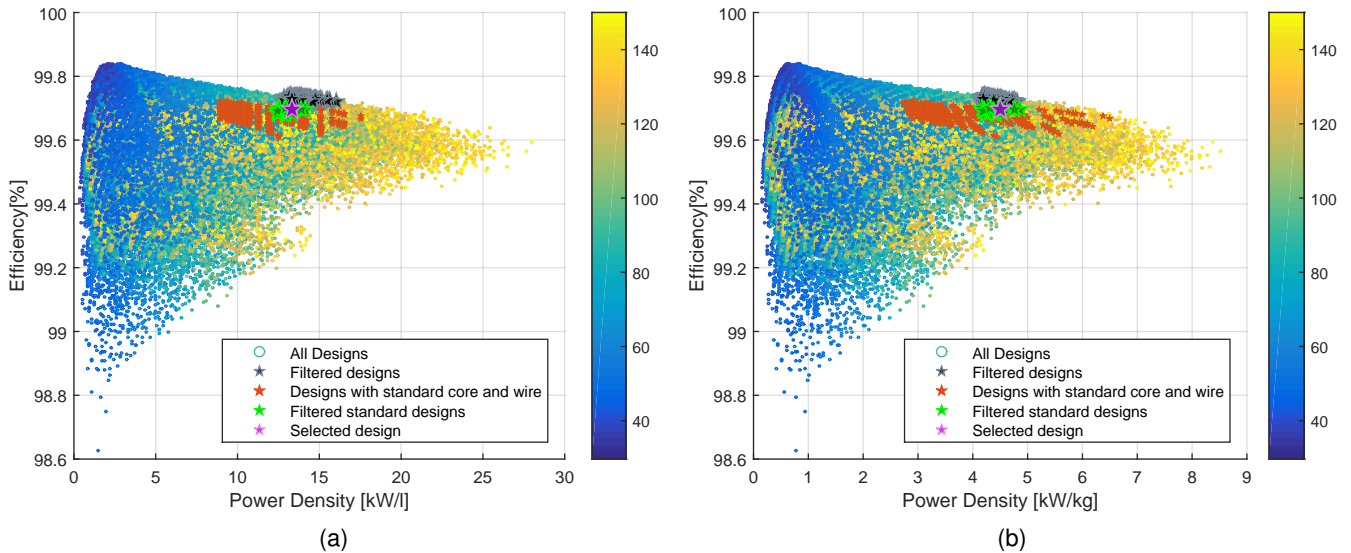 100
99.8
99.6
99.4
99.2
99
98.8
98.6
Efficiency[%]
0 5 10 15 20 25 30
Power Density [kW/l]
All Designs
Filtered designs
Designs with standard core and wire
Filtered standard designs
Selected design
140
120
100
80
60
40
(a)
100
99.8
99.6
99.4
99.2
99
98.8
98.6
Efficiency[%]
0 1 2 3 4 5 6 7 8 9
Power Density [kW/kg]
All Designs
Filtered designs
Designs with standard core and wire
Filtered standard designs
Selected design
140
120
100
80
60
40
(b)